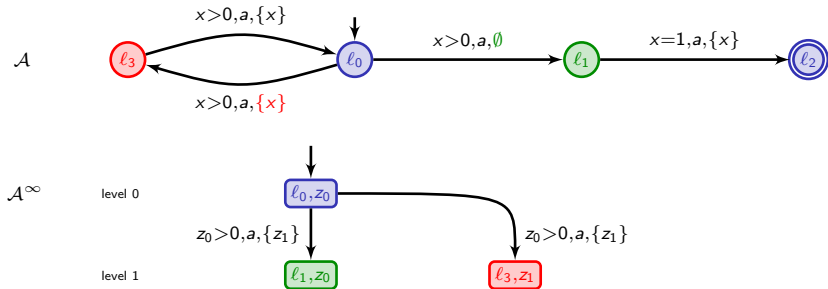 x>0,a,{x}
x>0,a,∅
x=1,a,{x}
𝒜
ℓ₃
ℓ₀
ℓ₁
ℓ₂
x>0,a,{x}
𝒜^∞
level 0
ℓ₀,z₀
z₀>0,a,{z₁}
z₀>0,a,{z₁}
level 1
ℓ₁,z₀
ℓ₃,z₁